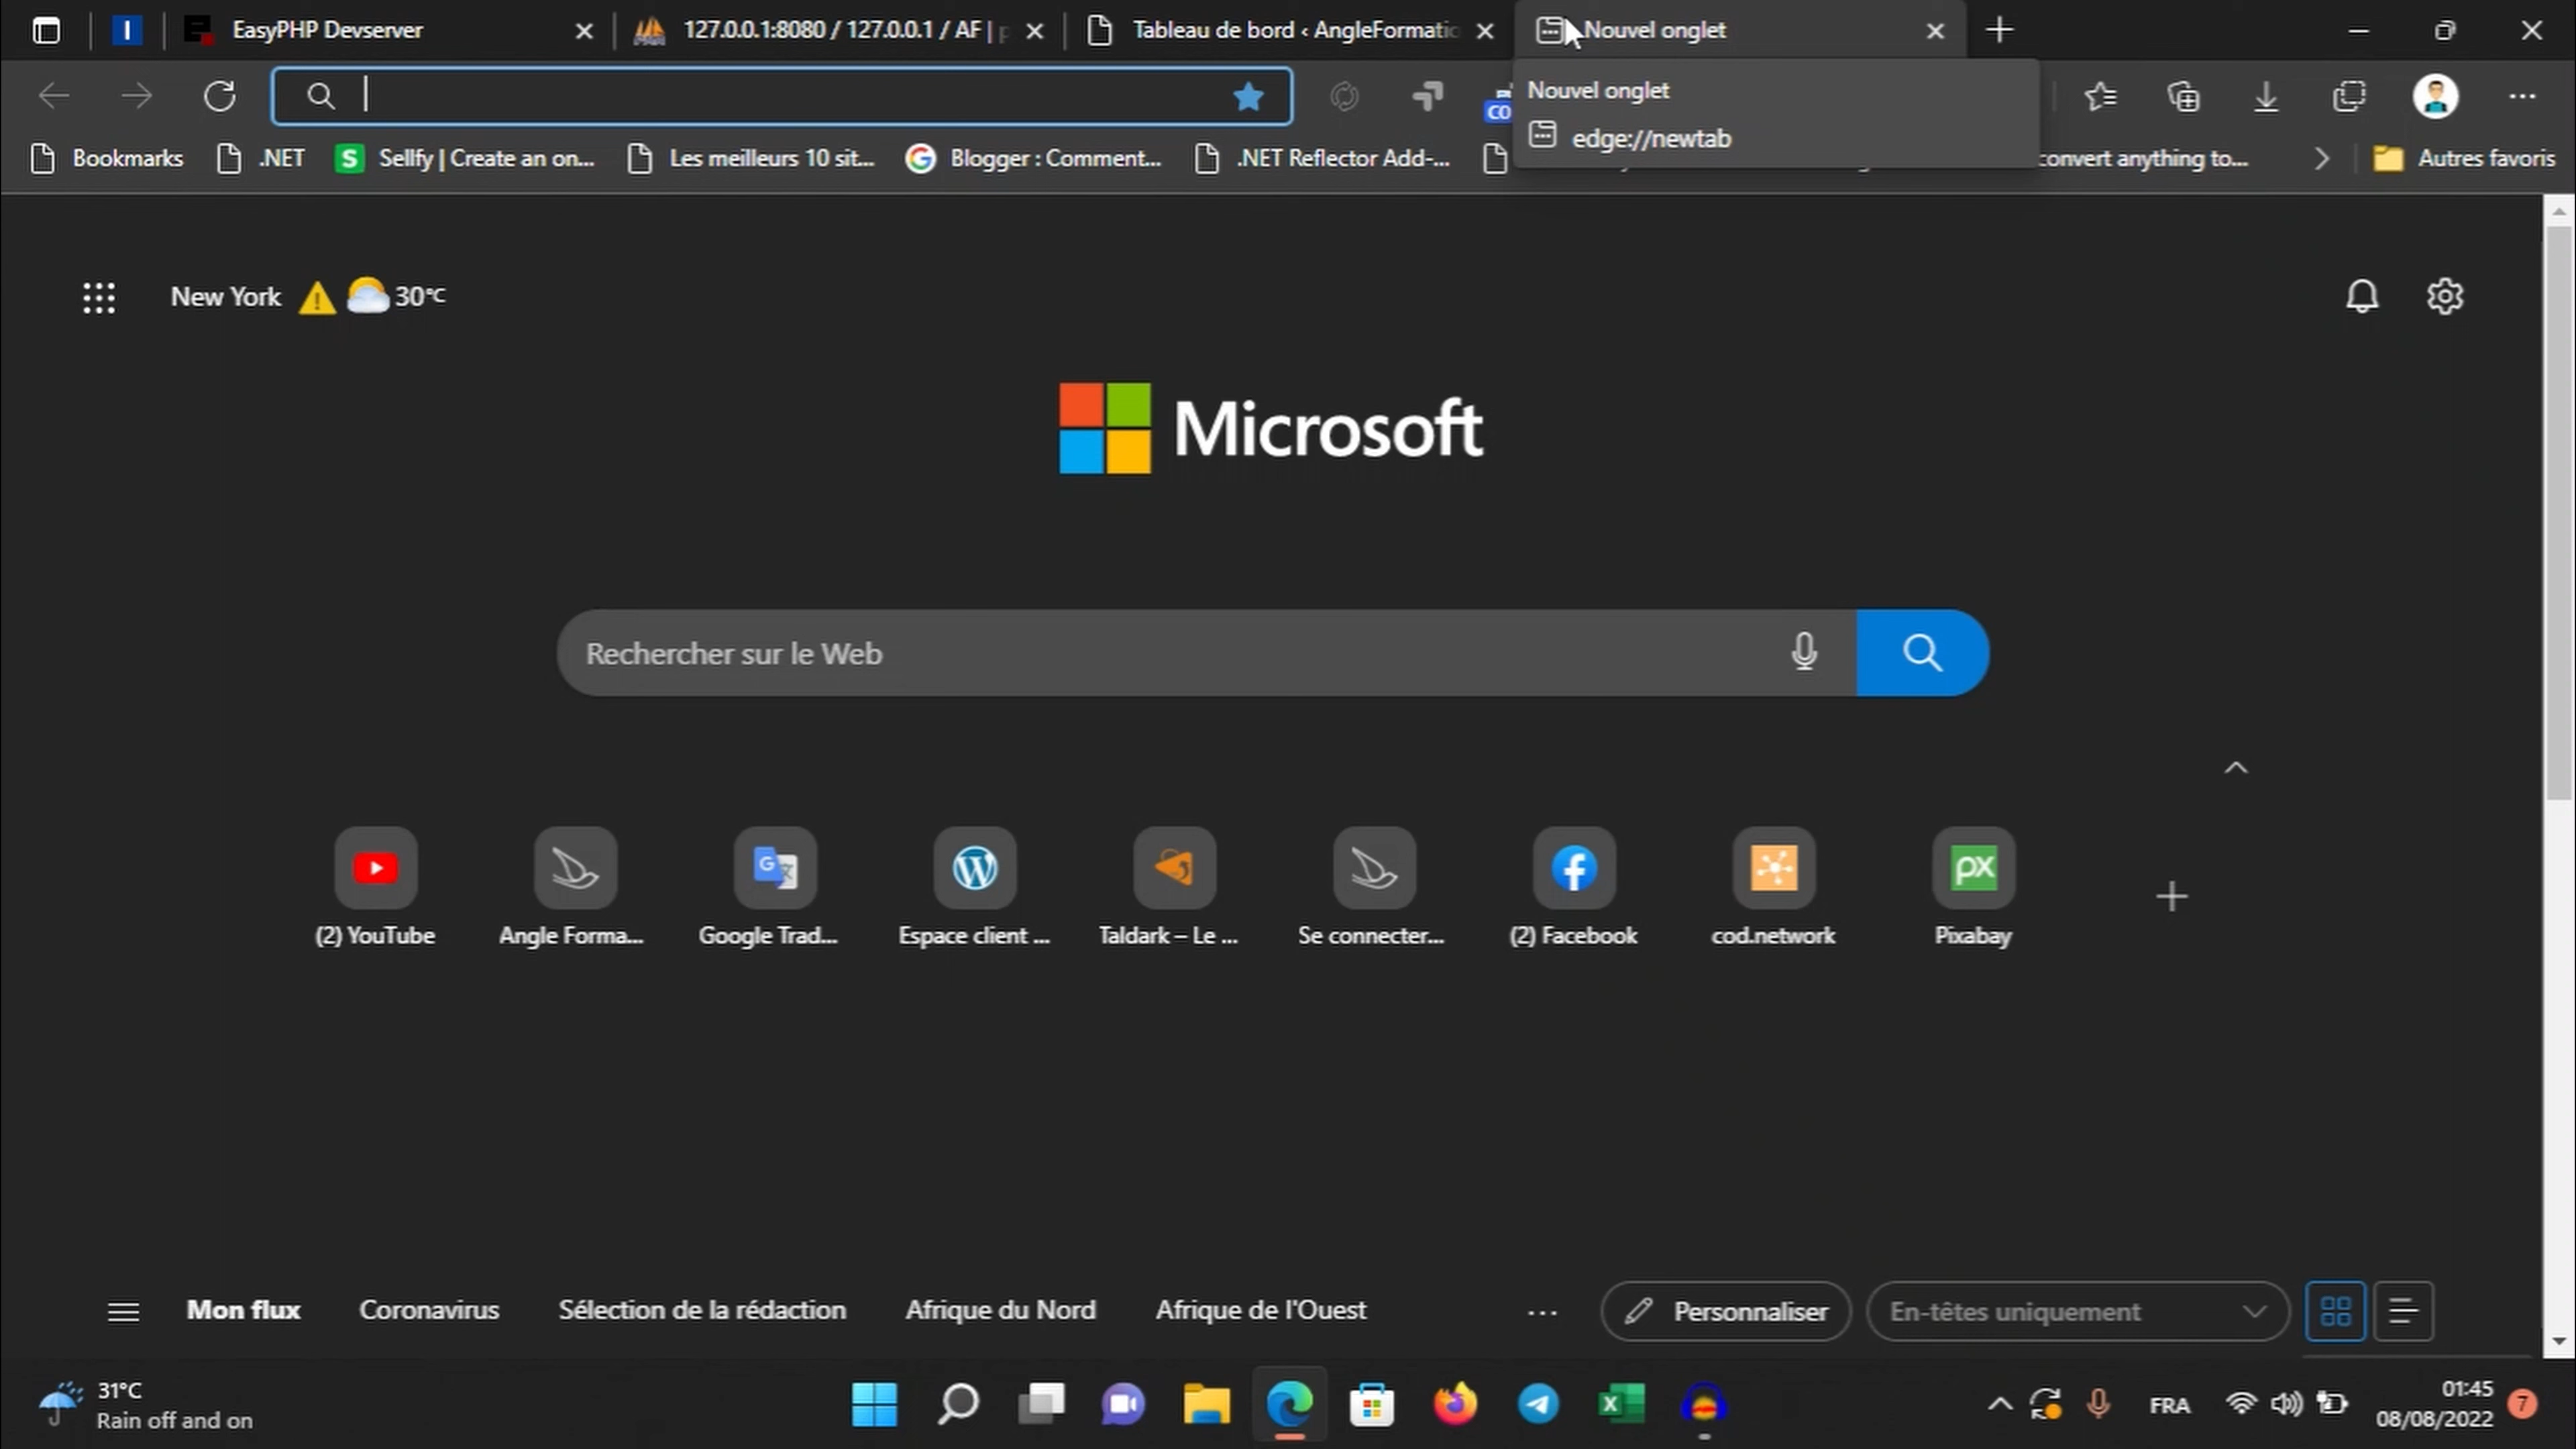 EasyPHP Devserver
127.0.0.1:8080 / 127.0.0.1 / AF |
Tableau de bord ‹ AngleFormatio
Nouvel onglet
Nouvel onglet
edge://newtab
CO
Bookmarks
.NET
Sellfy | Create an on...
Les meilleurs 10 sit...
Blogger : Comment...
.NET Reflector Add-...
convert anything to...
Autres favoris
New York
30°C
Microsoft
Rechercher sur le Web
(2) YouTube
Angle Forma...
Google Trad...
Espace client ...
Taldark – Le ...
Se connecter...
(2) Facebook
cod.network
Pixabay
Mon flux
Coronavirus
Sélection de la rédaction
Afrique du Nord
Afrique de l'Ouest
...
Personnaliser
En-têtes uniquement
31°C
Rain off and on
FRA
01:45
08/08/2022
7